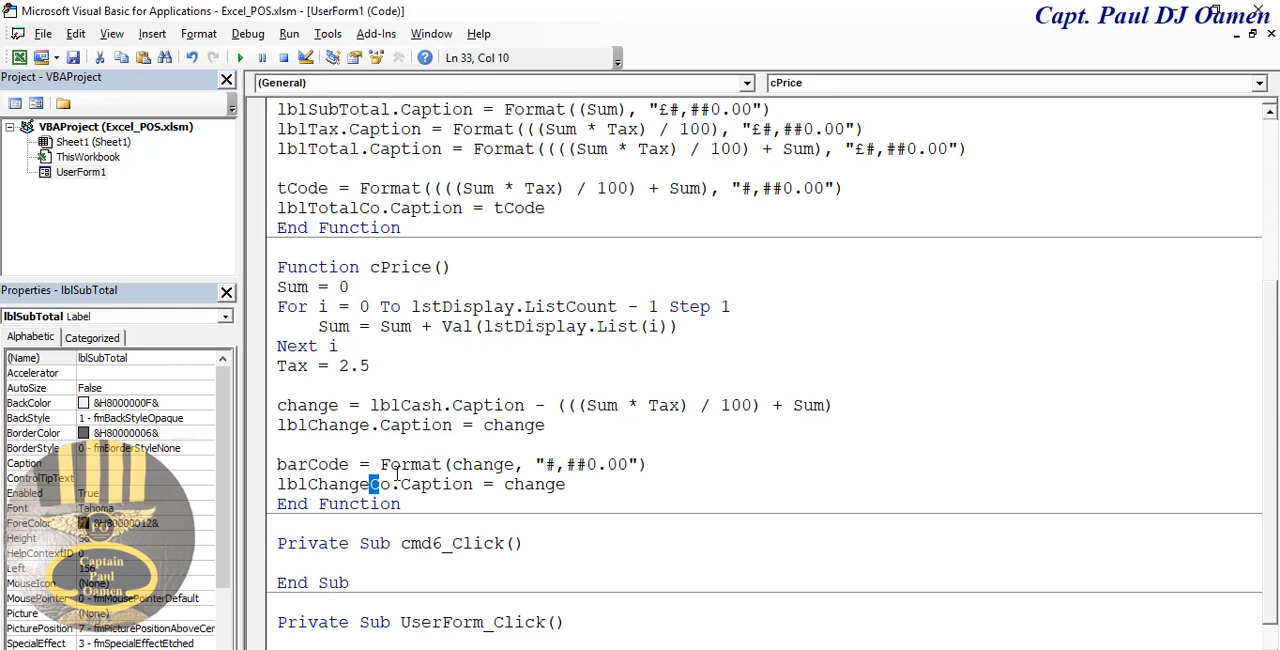 Microsoft Visual Basic for Applications - Excel_POS.xlsm - [UserForm1 (Code)]
Capt. Paul DJ Oamen
File Edit View Insert Format Debug Run Tools Add-Ins Window Help
Ln 33, Col 10
Project - VBAProject
(General)
cPrice
VBAProject (Excel_POS.xlsm)
Sheet1 (Sheet1)
ThisWorkbook
UserForm1
Properties - lblSubTotal
lblSubTotal Label
Alphabetic Categorized
(Name) lblSubTotal
Accelerator
AutoSize False
BackColor &H8000000F&
BackStyle 1 - fmBackStyleOpaque
BorderColor &H80000006&
BorderStyle 0 - fmBorderStyleNone
Caption
ControlTipText
Enabled True
Font Tahoma
ForeColor &H80000012&
Height
HelpContextID 0
Left 156
MouseIcon (None)
MousePointer 0 - fmMousePointerDefault
Picture (None)
PicturePosition 7 - fmPicturePositionAboveCer
SpecialEffect 3 - fmSpecialEffectEtched
Captain
Paul
Oamen
lblSubTotal.Caption = Format((Sum), "£#,##0.00")
lblTax.Caption = Format(((Sum * Tax) / 100), "£#,##0.00")
lblTotal.Caption = Format((((Sum * Tax) / 100) + Sum), "£#,##0.00")
tCode = Format((((Sum * Tax) / 100) + Sum), "#,##0.00")
lblTotalCo.Caption = tCode
End Function
Function cPrice()
Sum = 0
For i = 0 To lstDisplay.ListCount - 1 Step 1
Sum = Sum + Val(lstDisplay.List(i))
Next i
Tax = 2.5
change = lblCash.Caption - (((Sum * Tax) / 100) + Sum)
lblChange.Caption = change
barCode = Format(change, "#,##0.00")
lblChangeCo.Caption = change
End Function
Private Sub cmd6_Click()
End Sub
Private Sub UserForm_Click()